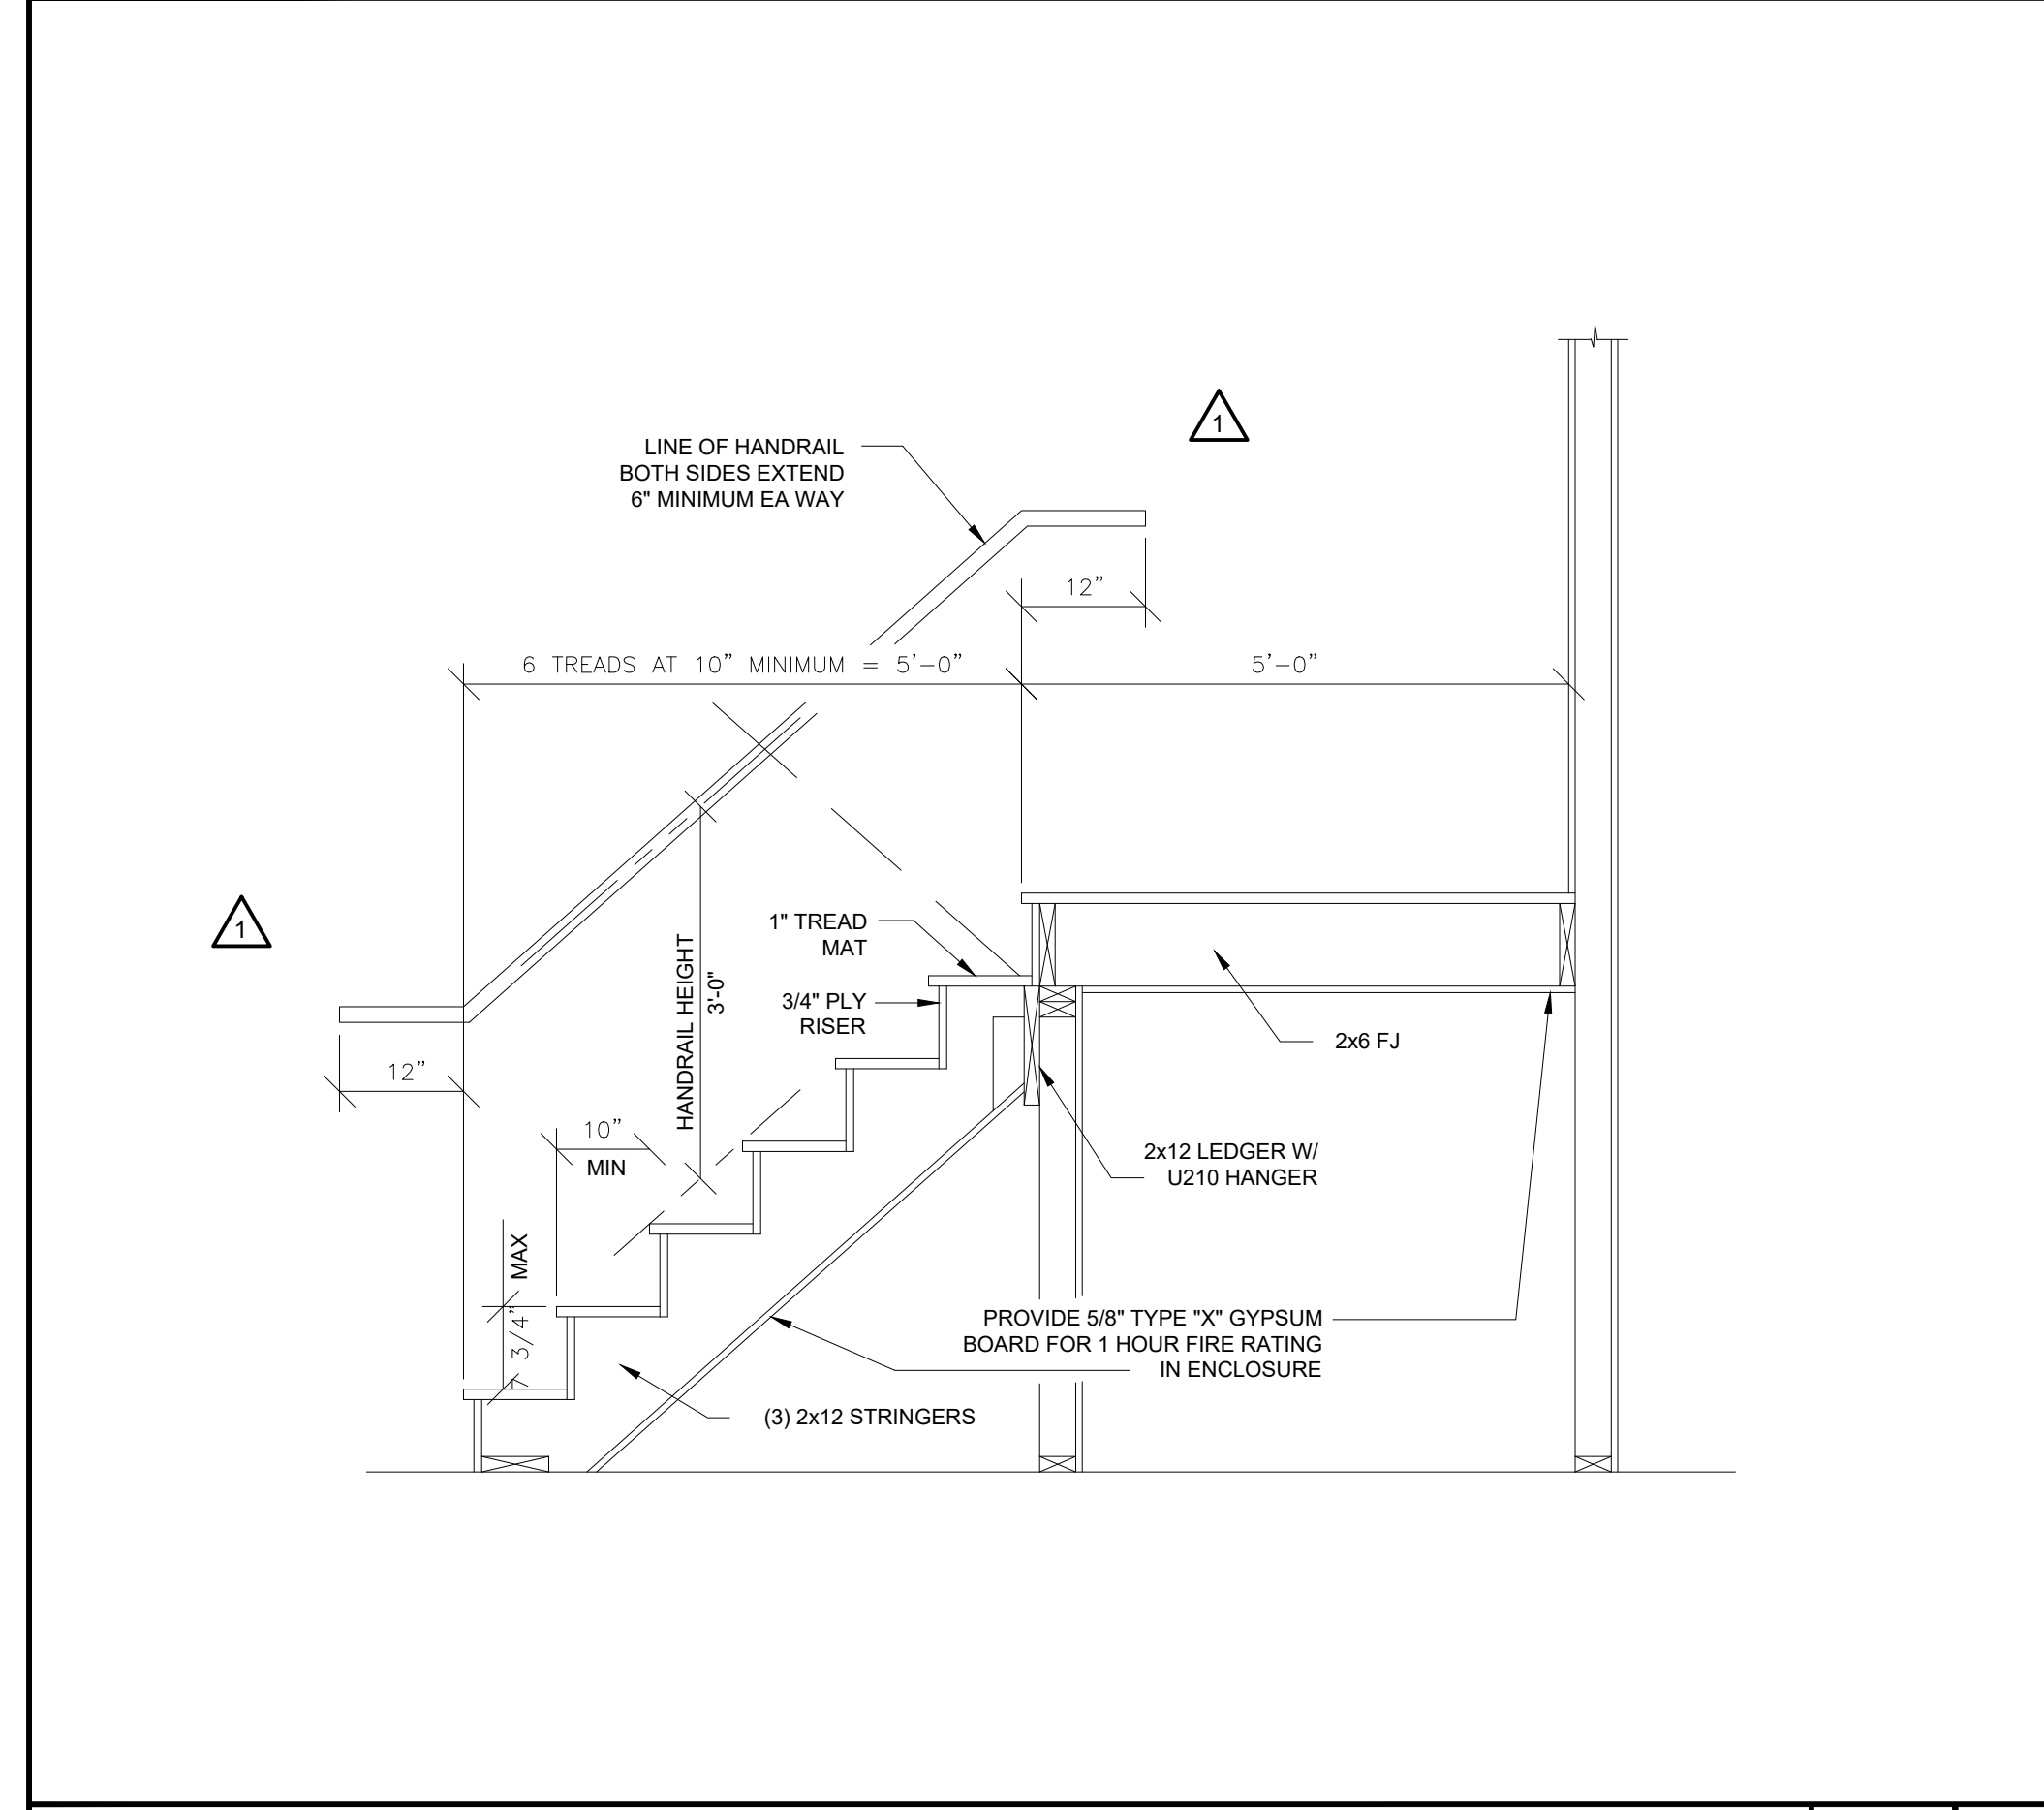 1
LINE OF HANDRAIL
BOTH SIDES EXTEND
6" MINIMUM EA WAY
12"
6 TREADS AT 10" MINIMUM = 5'-0"
5'-0"
1
1" TREAD
MAT
3/4" PLY
RISER
HANDRAIL HEIGHT
3'-0"
2x6 FJ
12"
10"
MIN
2x12 LEDGER W/
U210 HANGER
7 3/4" MAX
PROVIDE 5/8" TYPE "X" GYPSUM
BOARD FOR 1 HOUR FIRE RATING
IN ENCLOSURE
(3) 2x12 STRINGERS